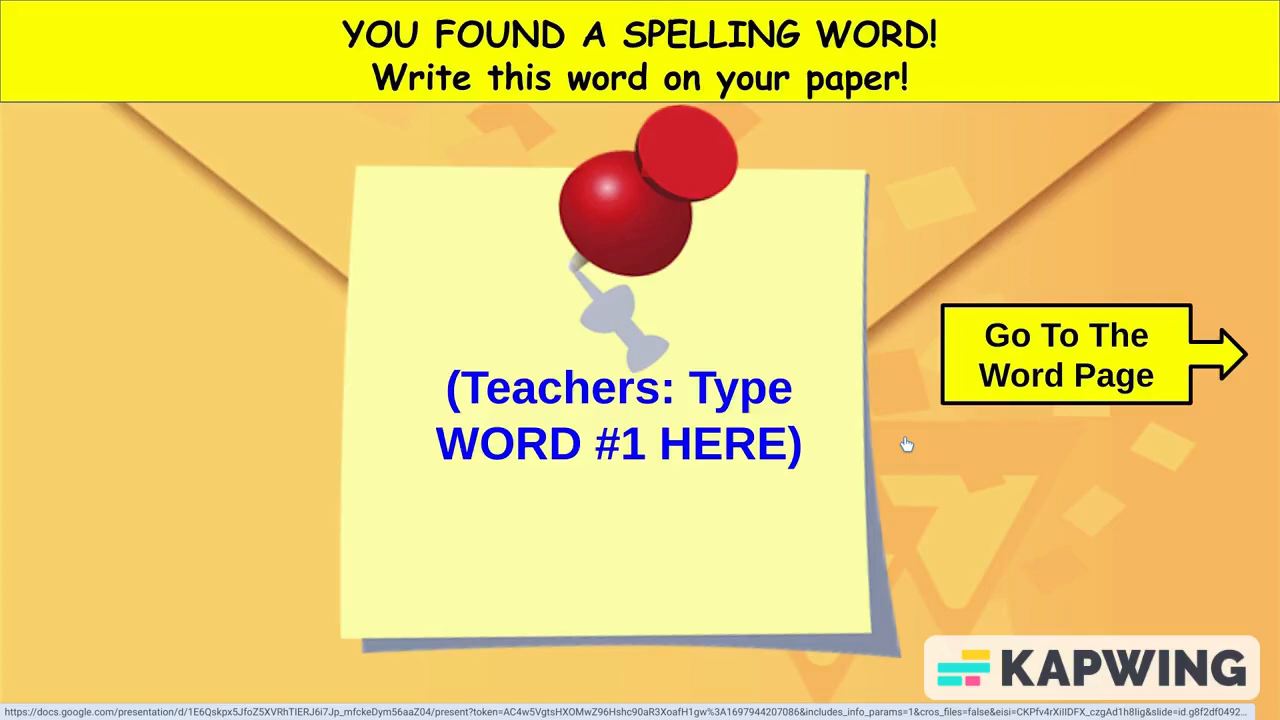 YOU FOUND A SPELLING WORD!
Write this word on your paper!
(Teachers: Type
WORD #1 HERE)
Go To The
Word Page
KAPWING